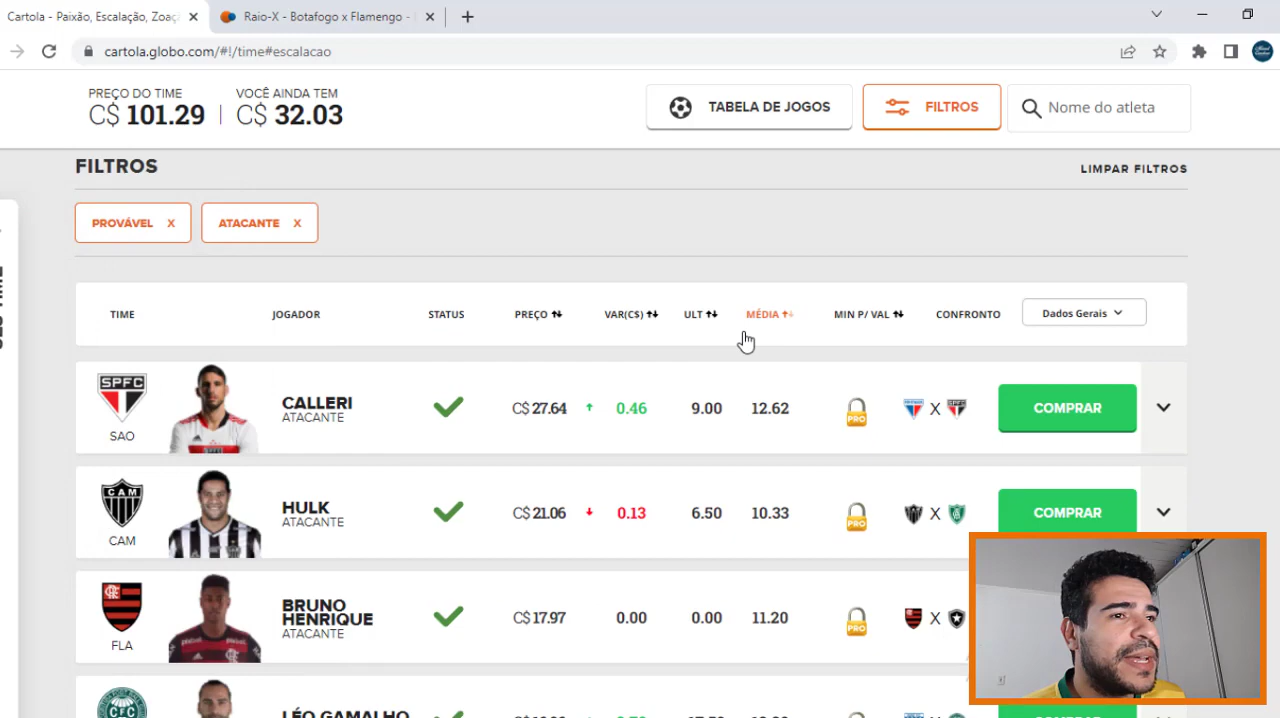 Cartola - Paixão, Escalação, Zoaç
Raio-X - Botafogo x Flamengo -
cartola.globo.com/#!/time#escalacao
PREÇO DO TIME
C$ 101.29
VOCÊ AINDA TEM
C$ 32.03
TABELA DE JOGOS
FILTROS
Nome do atleta
FILTROS
LIMPAR FILTROS
PROVÁVEL X
ATACANTE X
TIME JOGADOR STATUS PREÇO VAR(C$) ULT MÉDIA MIN P/ VAL CONFRONTO Dados Gerais
SPFC
SAO
CALLERI
ATACANTE
C$ 27.64 0.46 9.00 12.62 PRO X COMPRAR
CAM
CAM
HULK
ATACANTE
C$ 21.06 0.13 6.50 10.33 PRO X COMPRAR
FLA
BRUNO
HENRIQUE
ATACANTE
C$ 17.97 0.00 0.00 11.20 PRO X
LÉO GAMALHO